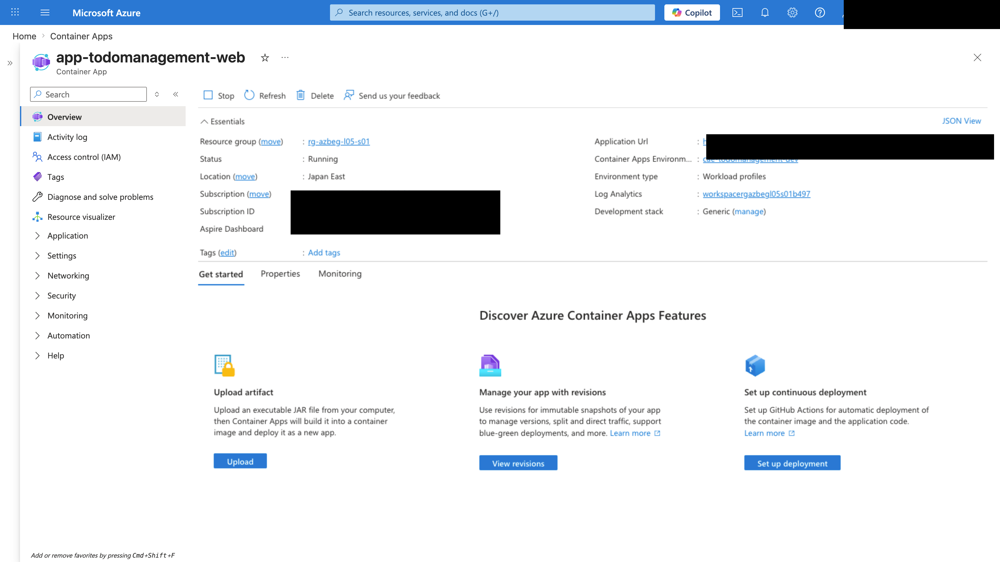 Microsoft Azure
Search resources, services, and docs (G+/)
Copilot
Home > Container Apps
app-todomanagement-web
Container App
Search
Stop
Refresh
Delete
Send us your feedback
Overview
Activity log
Access control (IAM)
Tags
Diagnose and solve problems
Resource visualizer
Application
Settings
Networking
Security
Monitoring
Automation
Help
Essentials
JSON View
Resource group (move) : rg-azbeg-l05-s01
Status : Running
Location (move) : Japan East
Subscription (move)
Subscription ID
Aspire Dashboard
Tags (edit) : Add tags
Application Url :
Container Apps Environm... : cae-todomanagement-dev
Environment type : Workload profiles
Log Analytics : workspacergazbegl05s01b497
Development stack : Generic (manage)
Get started
Properties
Monitoring
Discover Azure Container Apps Features
Upload artifact
Upload an executable JAR file from your computer,
then Container Apps will build it into a container
image and deploy it as a new app.
Upload
Manage your app with revisions
Use revisions for immutable snapshots of your app
to manage versions, split and direct traffic, support
blue-green deployments, and more. Learn more
View revisions
Set up continuous deployment
Set up GitHub Actions for automatic deployment of
the container image and the application code.
Learn more
Set up deployment
Add or remove favorites by pressing Cmd+Shift+F